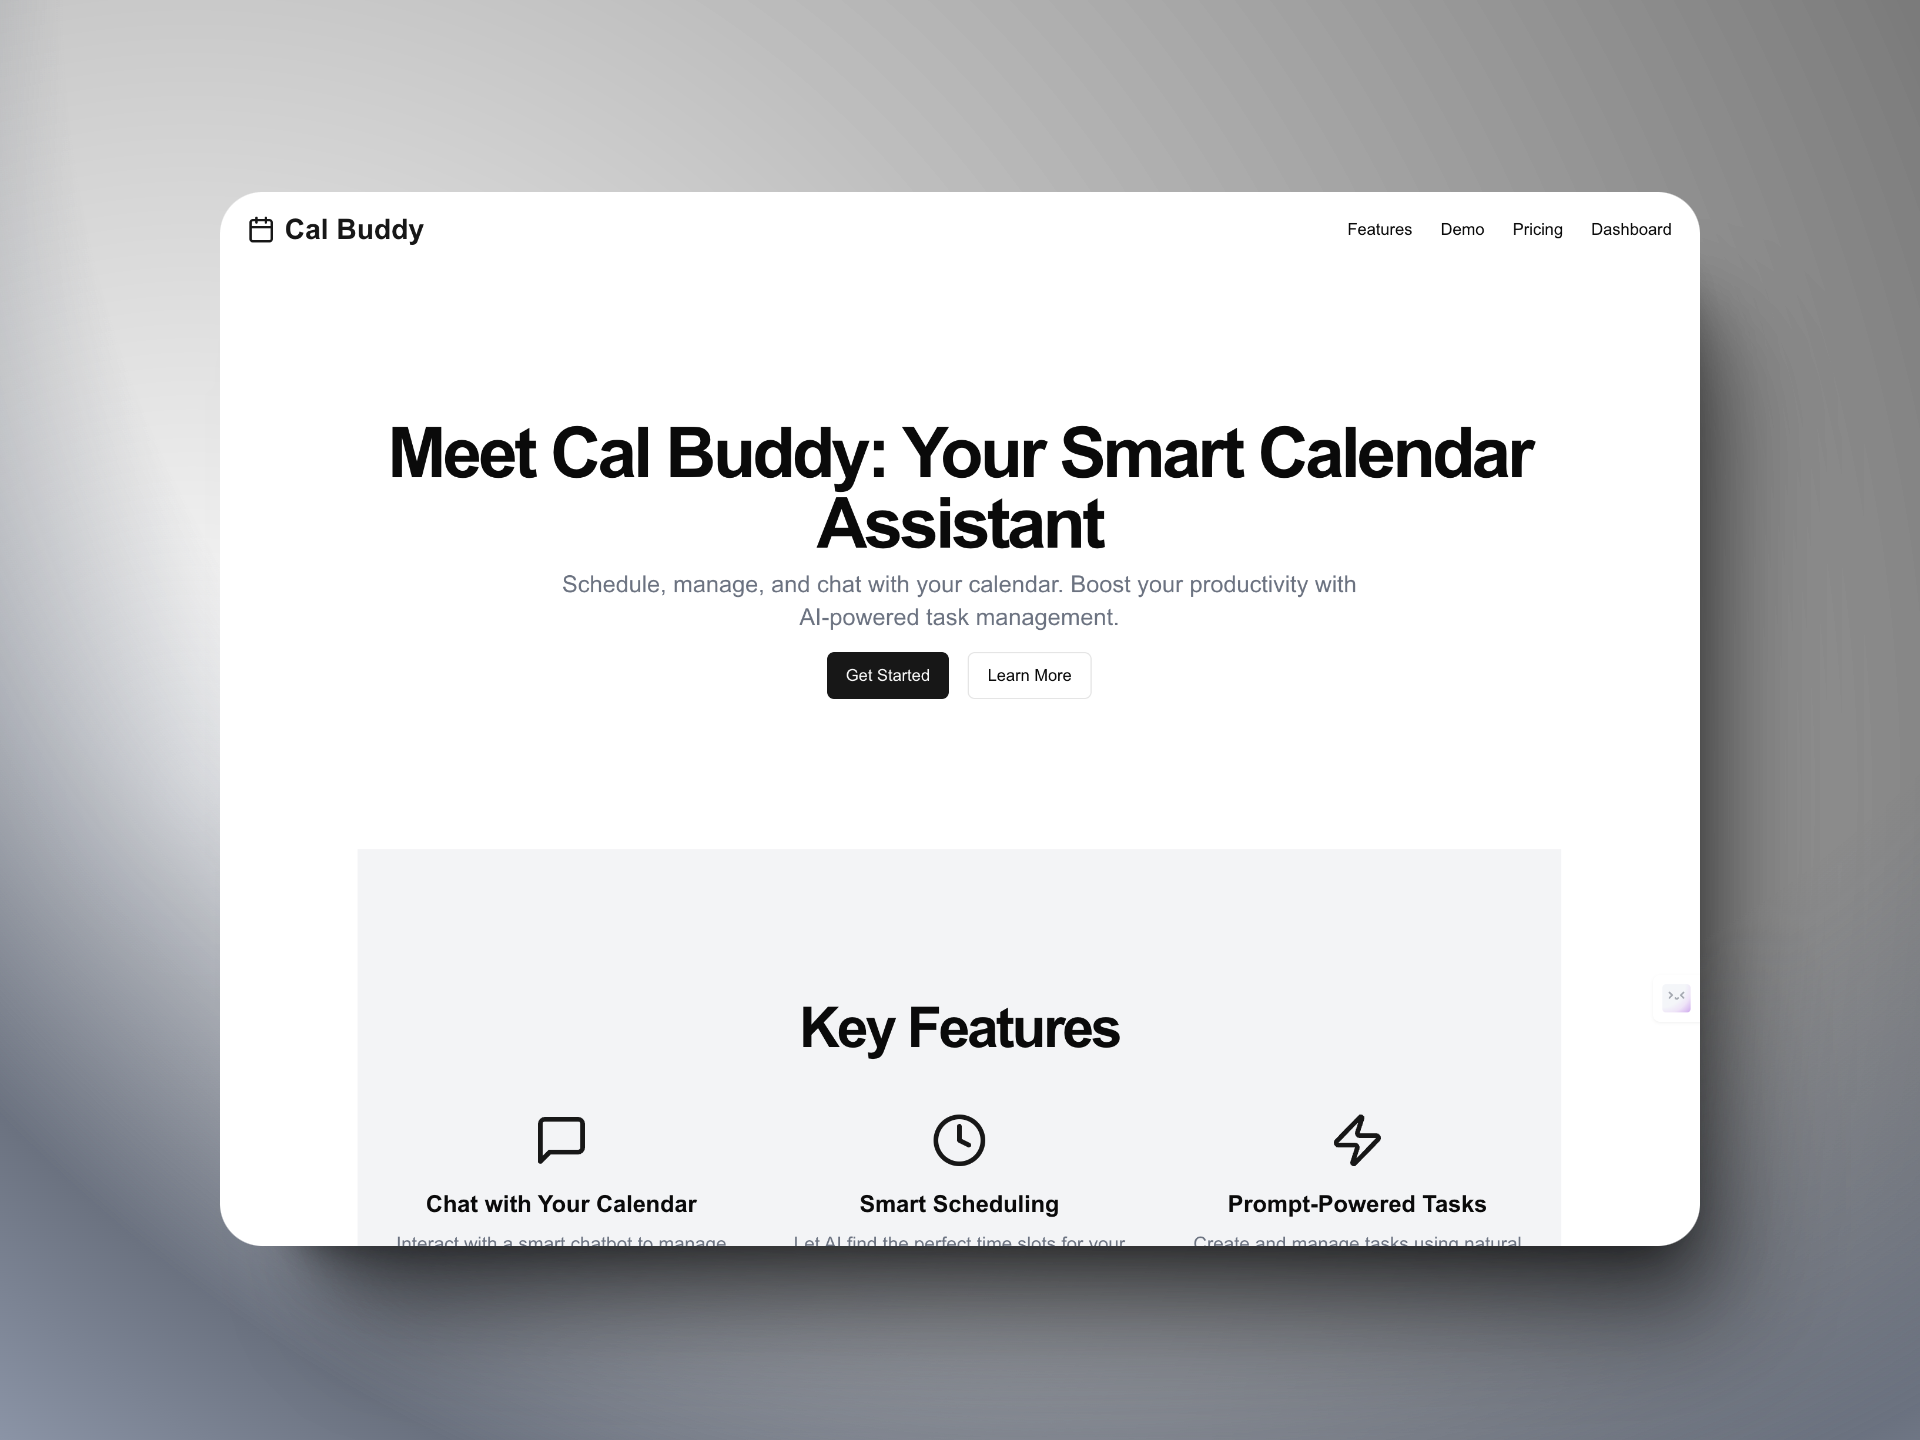 Cal Buddy
Features Demo Pricing Dashboard
Meet Cal Buddy: Your Smart Calendar
Assistant
Schedule, manage, and chat with your calendar. Boost your productivity with
AI-powered task management.
Get Started Learn More
Key Features
Chat with Your Calendar Smart Scheduling Prompt-Powered Tasks
Interact with a smart chatbot to manage Let AI find the perfect time slots for your Create and manage tasks using natural